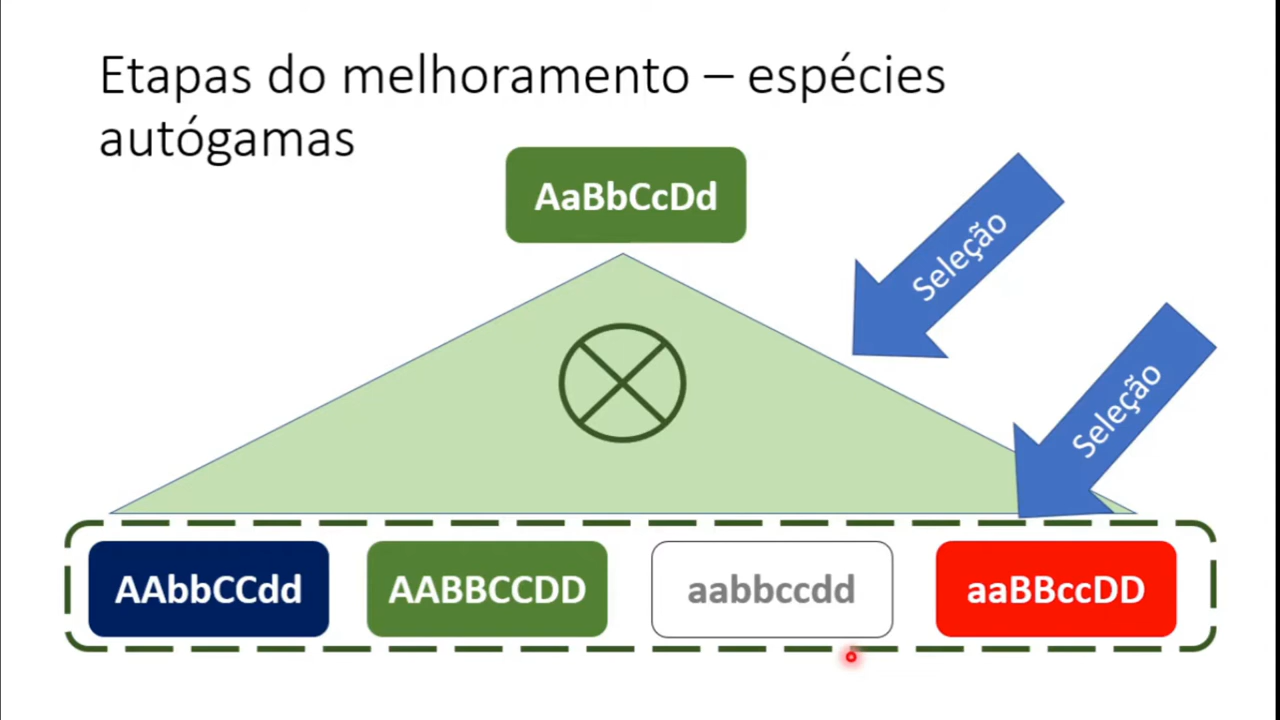 Etapas do melhoramento – espécies
autógamas
AaBbCcDd
Seleção
Seleção
AAbbCCdd
AABBCCDD
aabbccdd
aaBBccDD